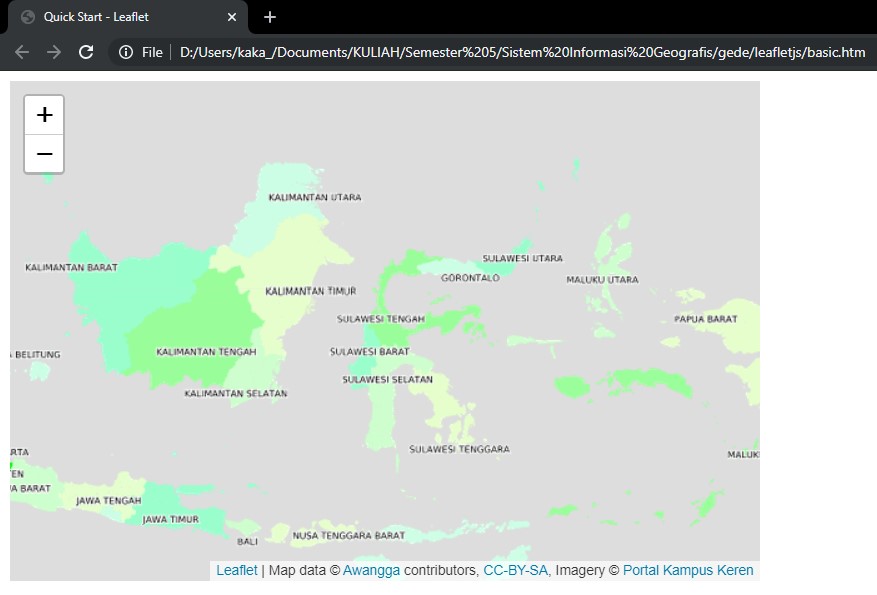 Quick Start - Leaflet
File
D:/Users/kaka_/Documents/KULIAH/Semester%205/Sistem%20Informasi%20Geografis/gede/leafletjs/basic.htm
+
−
KALIMANTAN UTARA
SULAWESI UTARA
KALIMANTAN BARAT
GORONTALO
MALUKU UTARA
KALIMANTAN TIMUR
SULAWESI TENGAH
PAPUA BARAT
BELITUNG
KALIMANTAN TENGAH
SULAWESI BARAT
SULAWESI SELATAN
KALIMANTAN SELATAN
SULAWESI TENGGARA
RTA
MALUK
EN
A BARAT
JAWA TENGAH
JAWA TIMUR
BALI
NUSA TENGGARA BARAT
Leaflet | Map data © Awangga contributors, CC-BY-SA, Imagery © Portal Kampus Keren